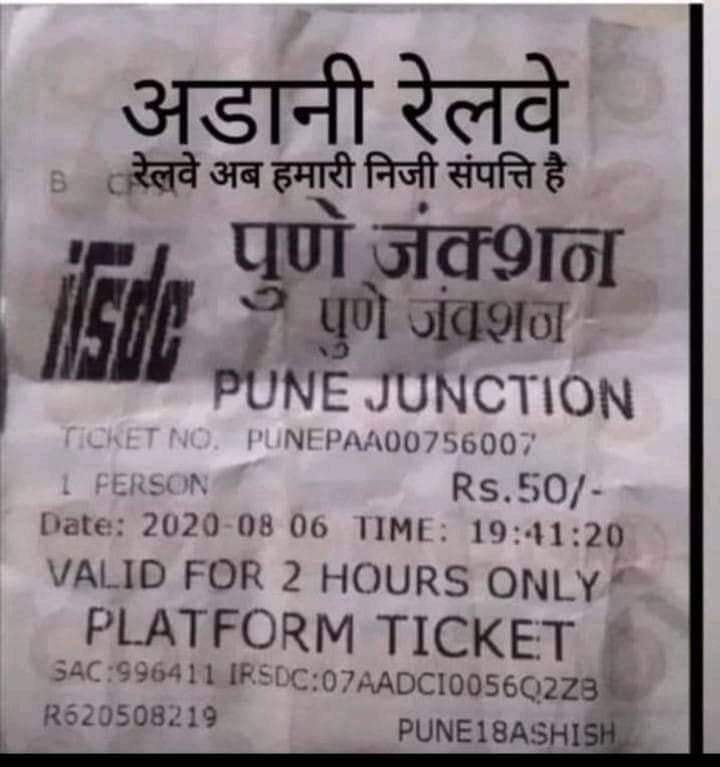 अडानी रेलवे
रेलवे अब हमारी निजी संपत्ति है
B
irsdc
पुणे जंक्शन
पुणे जंक्शन
PUNE JUNCTION
TICKET NO. PUNEPAA00756007
1 PERSON Rs.50/-
Date: 2020-08 06 TIME: 19:41:20
VALID FOR 2 HOURS ONLY
PLATFORM TICKET
SAC:996411 IRSDC:07AADCI0056Q2ZB
R620508219 PUNE18ASHISH